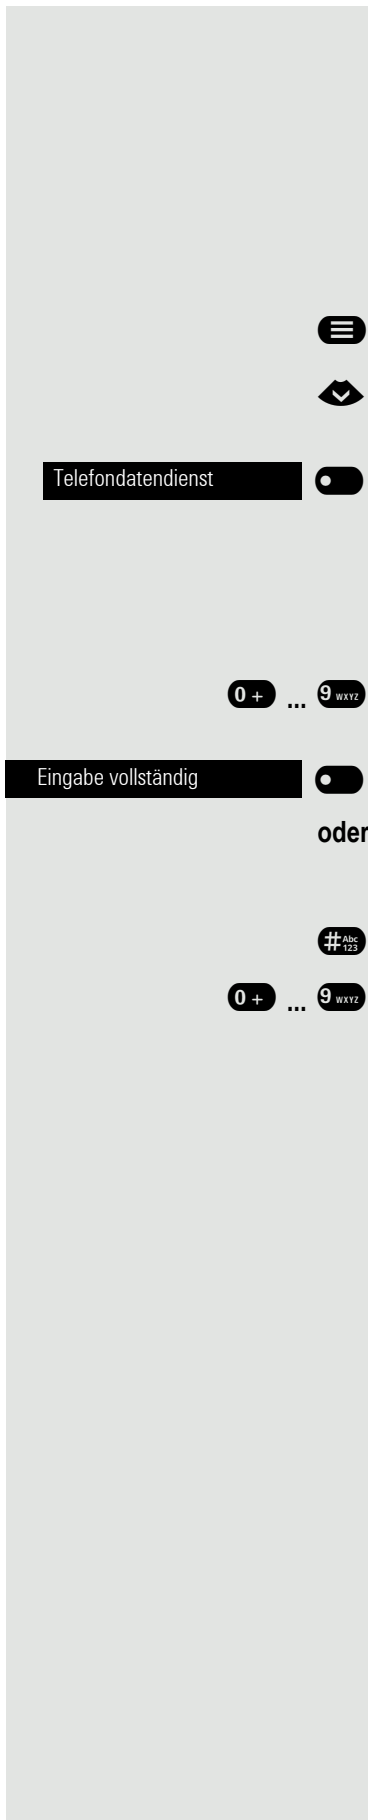 Telefondatendienst
0 + ... 9 WXYZ
Eingabe vollständig
oder
# Abc 123
0 + ... 9 WXYZ